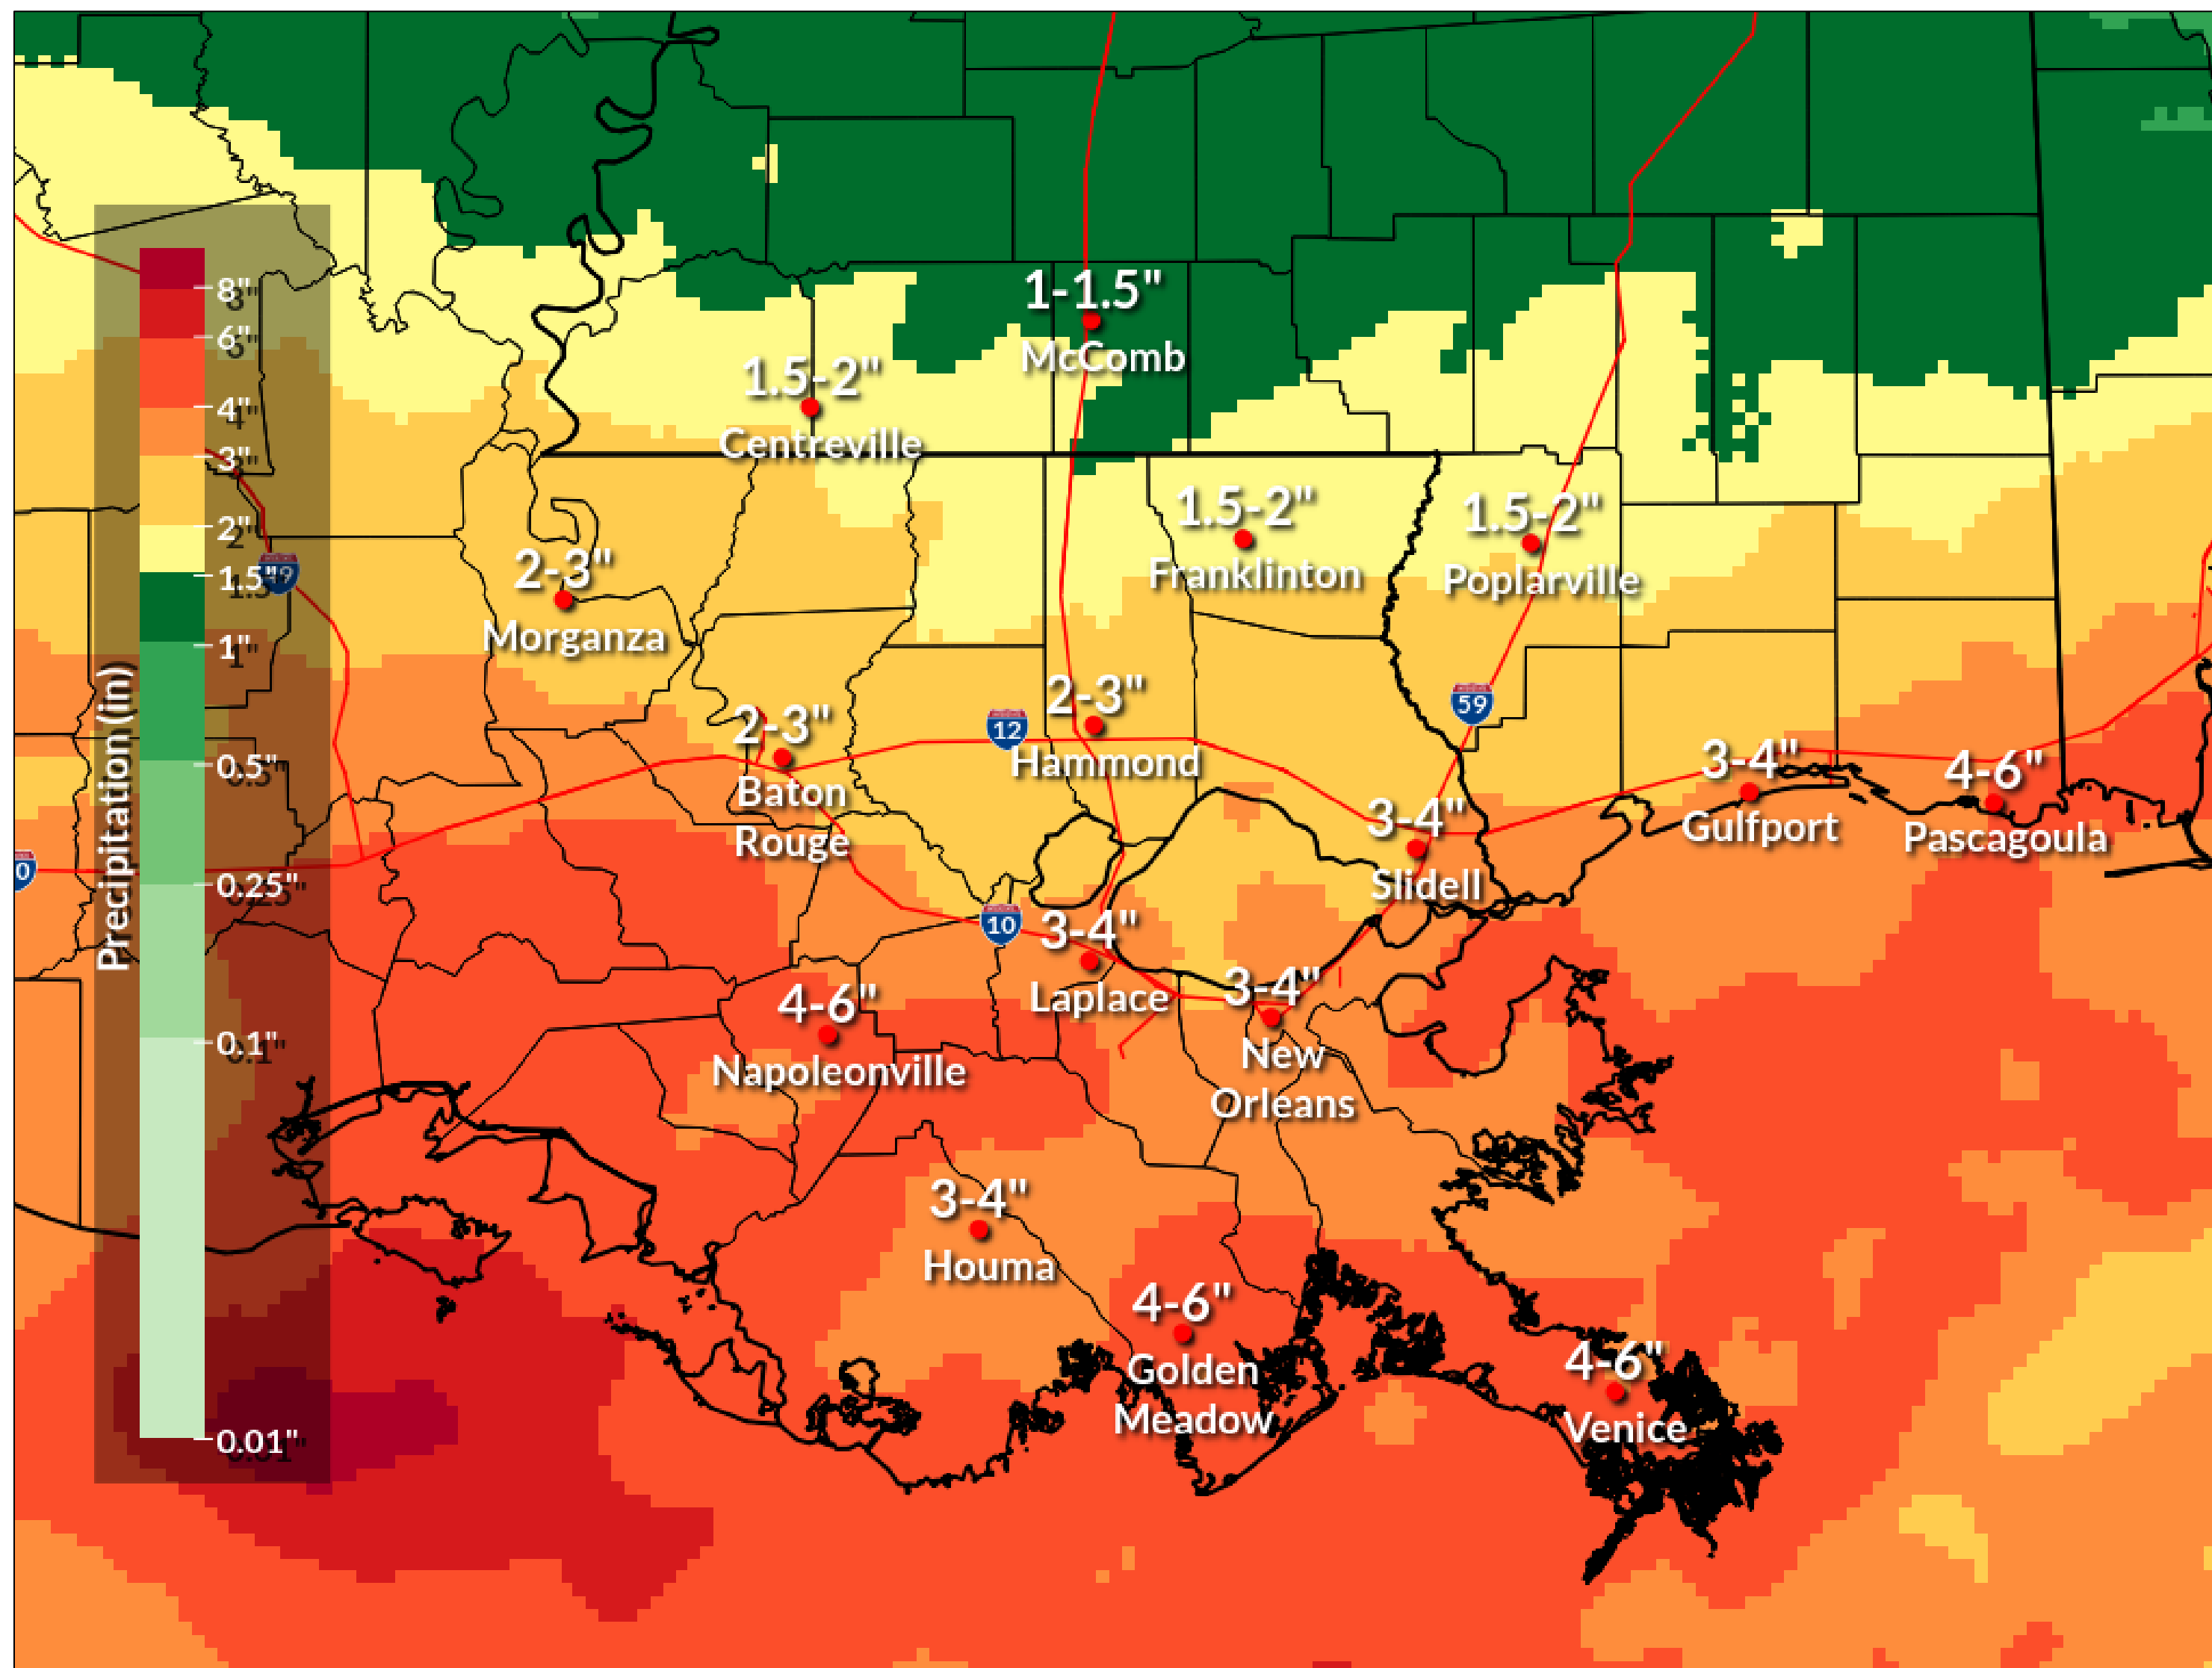 1-1.5"
McComb
1.5-2"
Centreville
1.5-2"
Franklinton
1.5-2"
Poplarville
2-3"
Morganza
2-3"
Hammond
2-3"
Baton
Rouge
3-4"
Slidell
3-4"
Gulfport
4-6"
Pascagoula
3-4"
Laplace
3-4"
New
Orleans
4-6"
Napoleonville
3-4"
Houma
4-6"
Golden
Meadow
4-6"
Venice
49
12
59
10
0
Precipitation (in)
8"
6"
4"
3"
2"
1.5"
1"
0.5"
0.25"
0.1"
0.01"